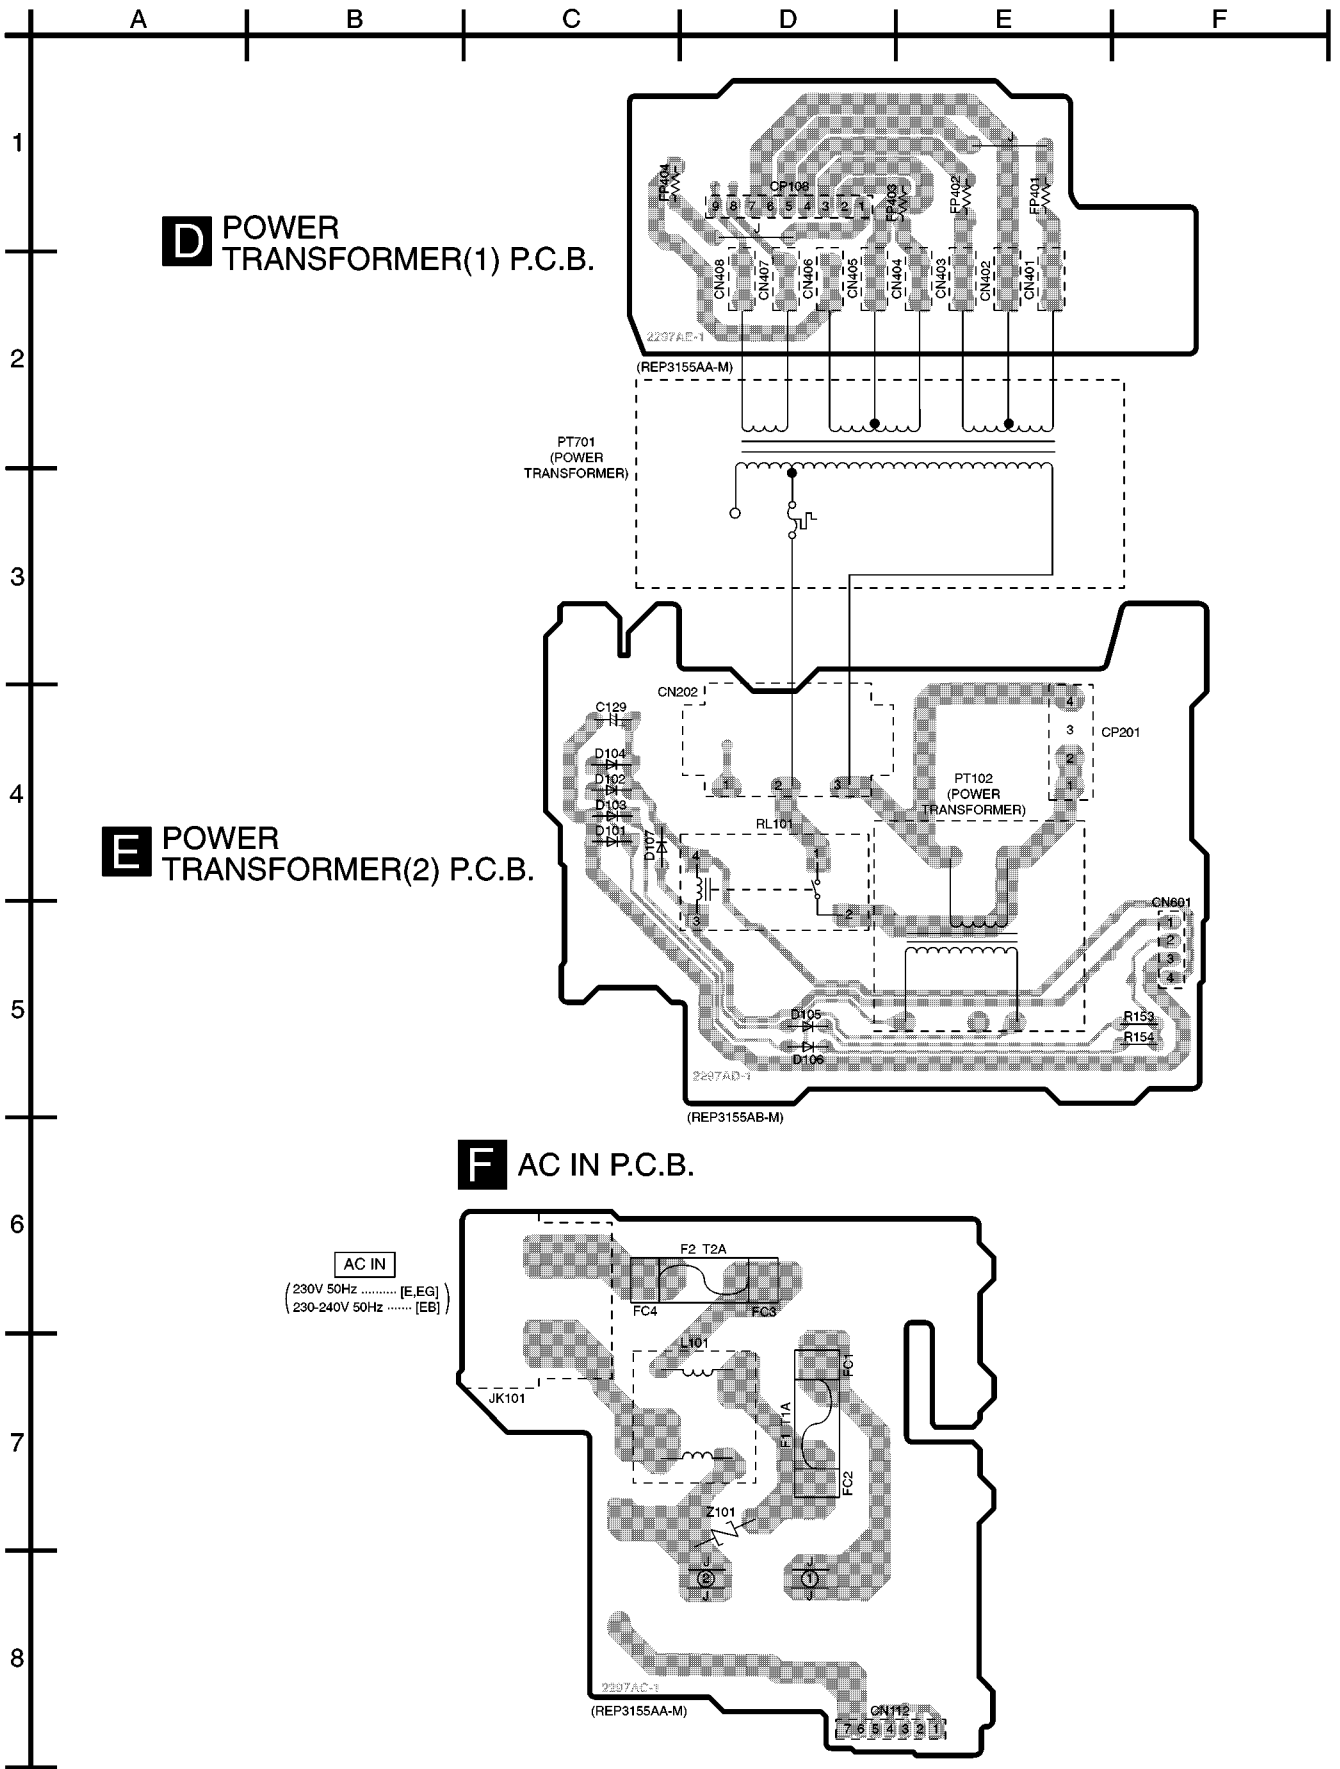 A B C D E F
1
J
FP404
CP108
FP403
FP402
FP401
9 8 7 6 5 4 3 2 1
J
D POWER
TRANSFORMER(1) P.C.B.
CN408
CN407
CN406
CN405
CN404
CN403
CN402
CN401
2297AE-1
2
(REP3155AA-M)
PT701
(POWER
TRANSFORMER)
3
CN202
C129
4
3
CP201
D104
2
D102
PT102
4
1 2 3
1
(POWER
TRANSFORMER)
D103
RL101
D101
D107
E POWER
TRANSFORMER(2) P.C.B.
4
1
CN601
3
2
1
2
3
4
5
D105
R153
R154
D106
2297AD-1
(REP3155AB-M)
F AC IN P.C.B.
6
AC IN
F2 T2A
230V 50Hz .......... [E,EG]
230-240V 50Hz ...... [EB]
FC4
FC3
L101
FC1
JK101
F1 T1A
7
FC2
Z101
J
J
2
1
J
J
8
2297AC-1
(REP3155AA-M)
CN112
7 6 5 4 3 2 1